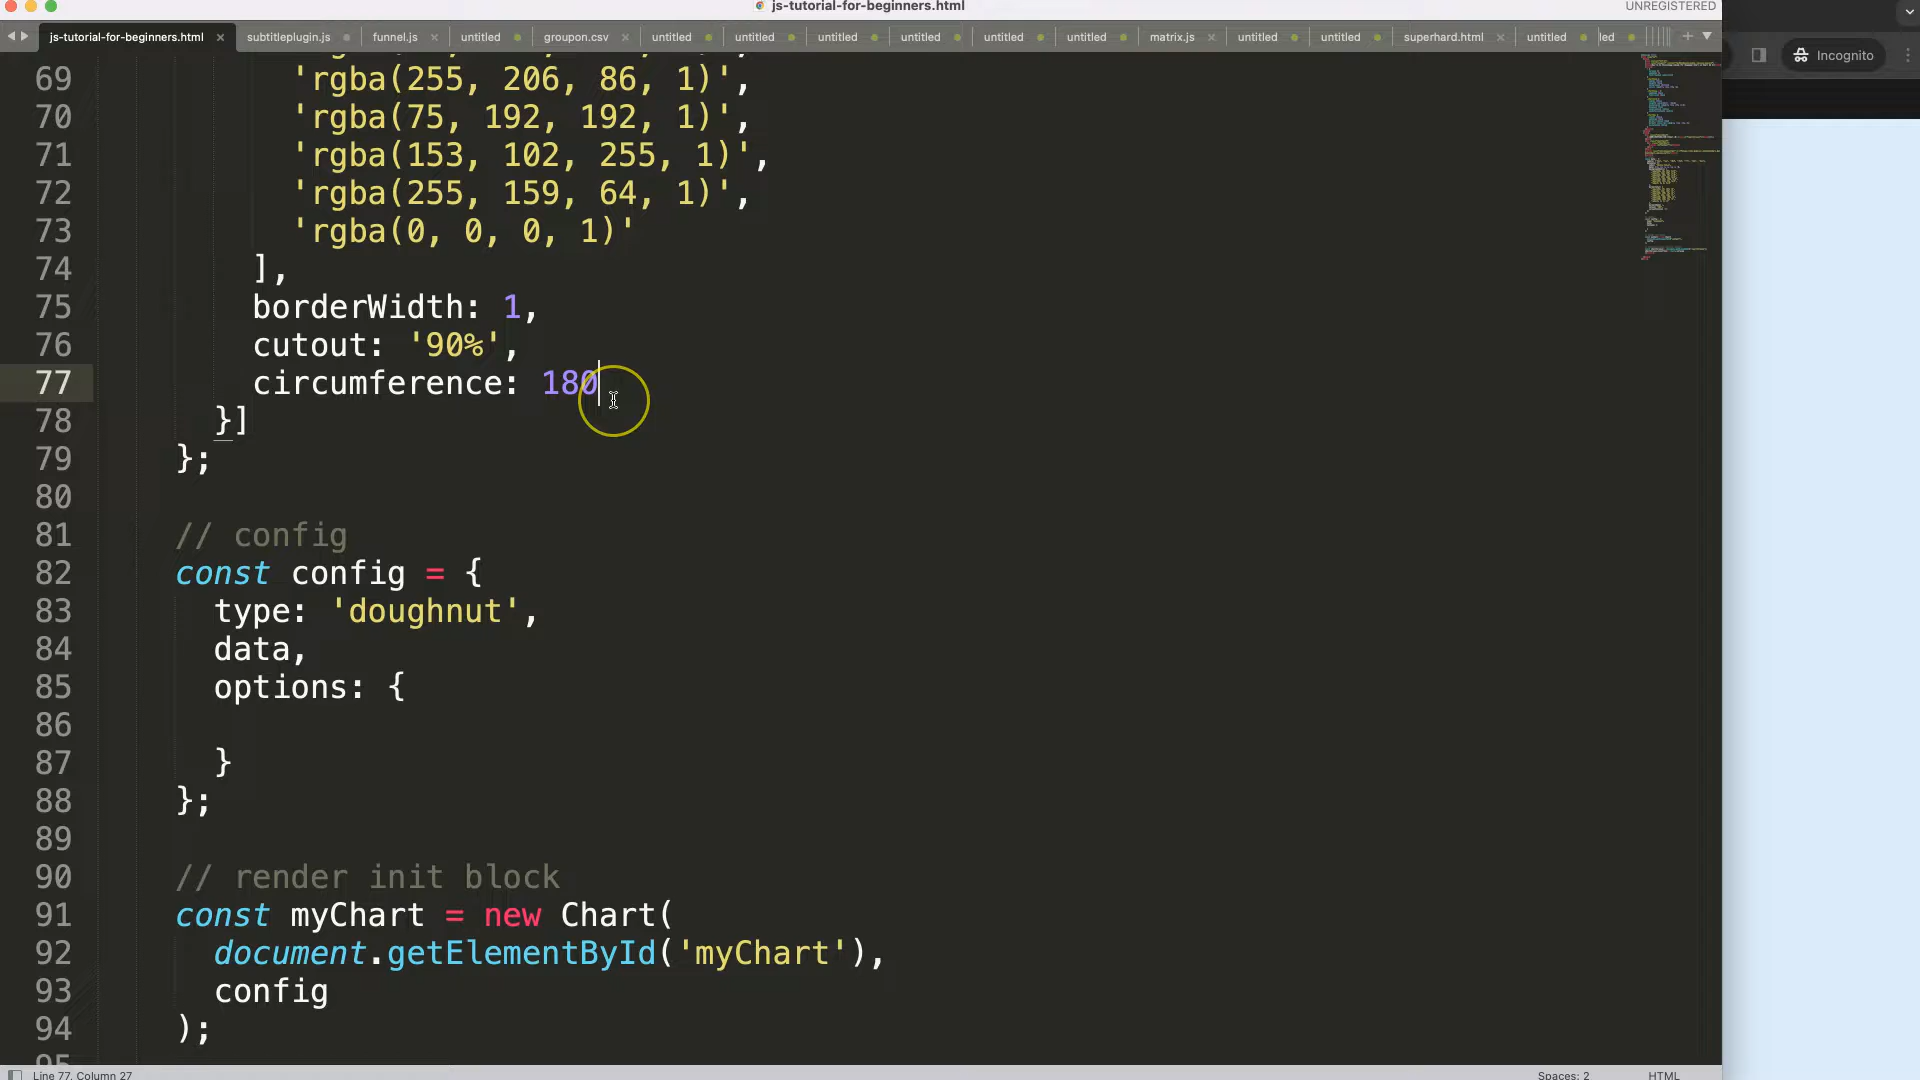 js-tutorial-for-beginners.html
UNREGISTERED
js-tutorial-for-beginners.html × subtitleplugin.js funnel.js × untitled groupon.csv × untitled untitled untitled untitled untitled untitled matrix.js × untitled untitled superhard.html × untitled led
Incognito
69 'rgba(255, 206, 86, 1)',
70 'rgba(75, 192, 192, 1)',
71 'rgba(153, 102, 255, 1)',
72 'rgba(255, 159, 64, 1)',
73 'rgba(0, 0, 0, 1)'
74 ],
75 borderWidth: 1,
76 cutout: '90%',
77 circumference: 180
78 }]
79 };
80
81 // config
82 const config = {
83 type: 'doughnut',
84 data,
85 options: {
86
87 }
88 };
89
90 // render init block
91 const myChart = new Chart(
92 document.getElementById('myChart'),
93 config
94 );
Line 77, Column 27
Spaces: 2
HTML